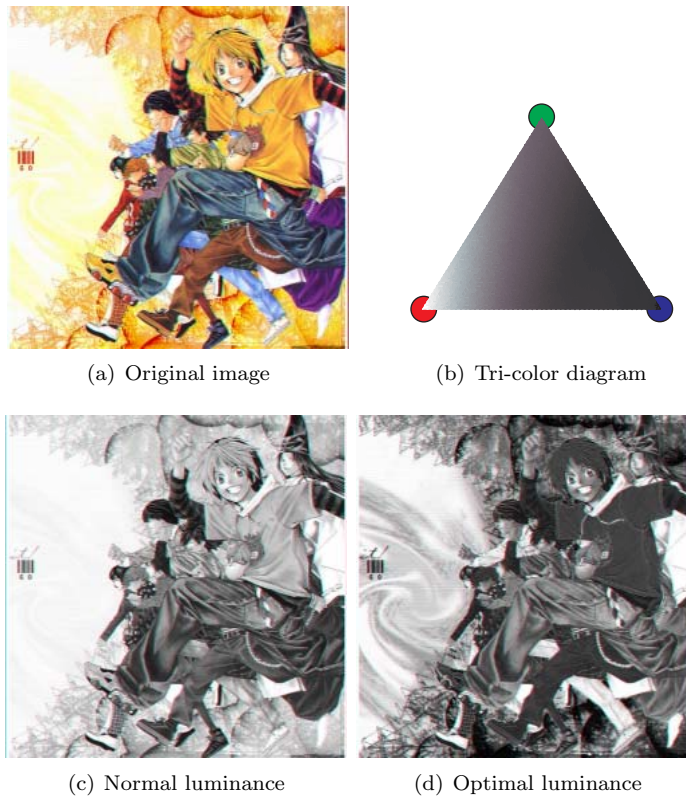 (a) Original image
(b) Tri-color diagram
(c) Normal luminance
(d) Optimal luminance